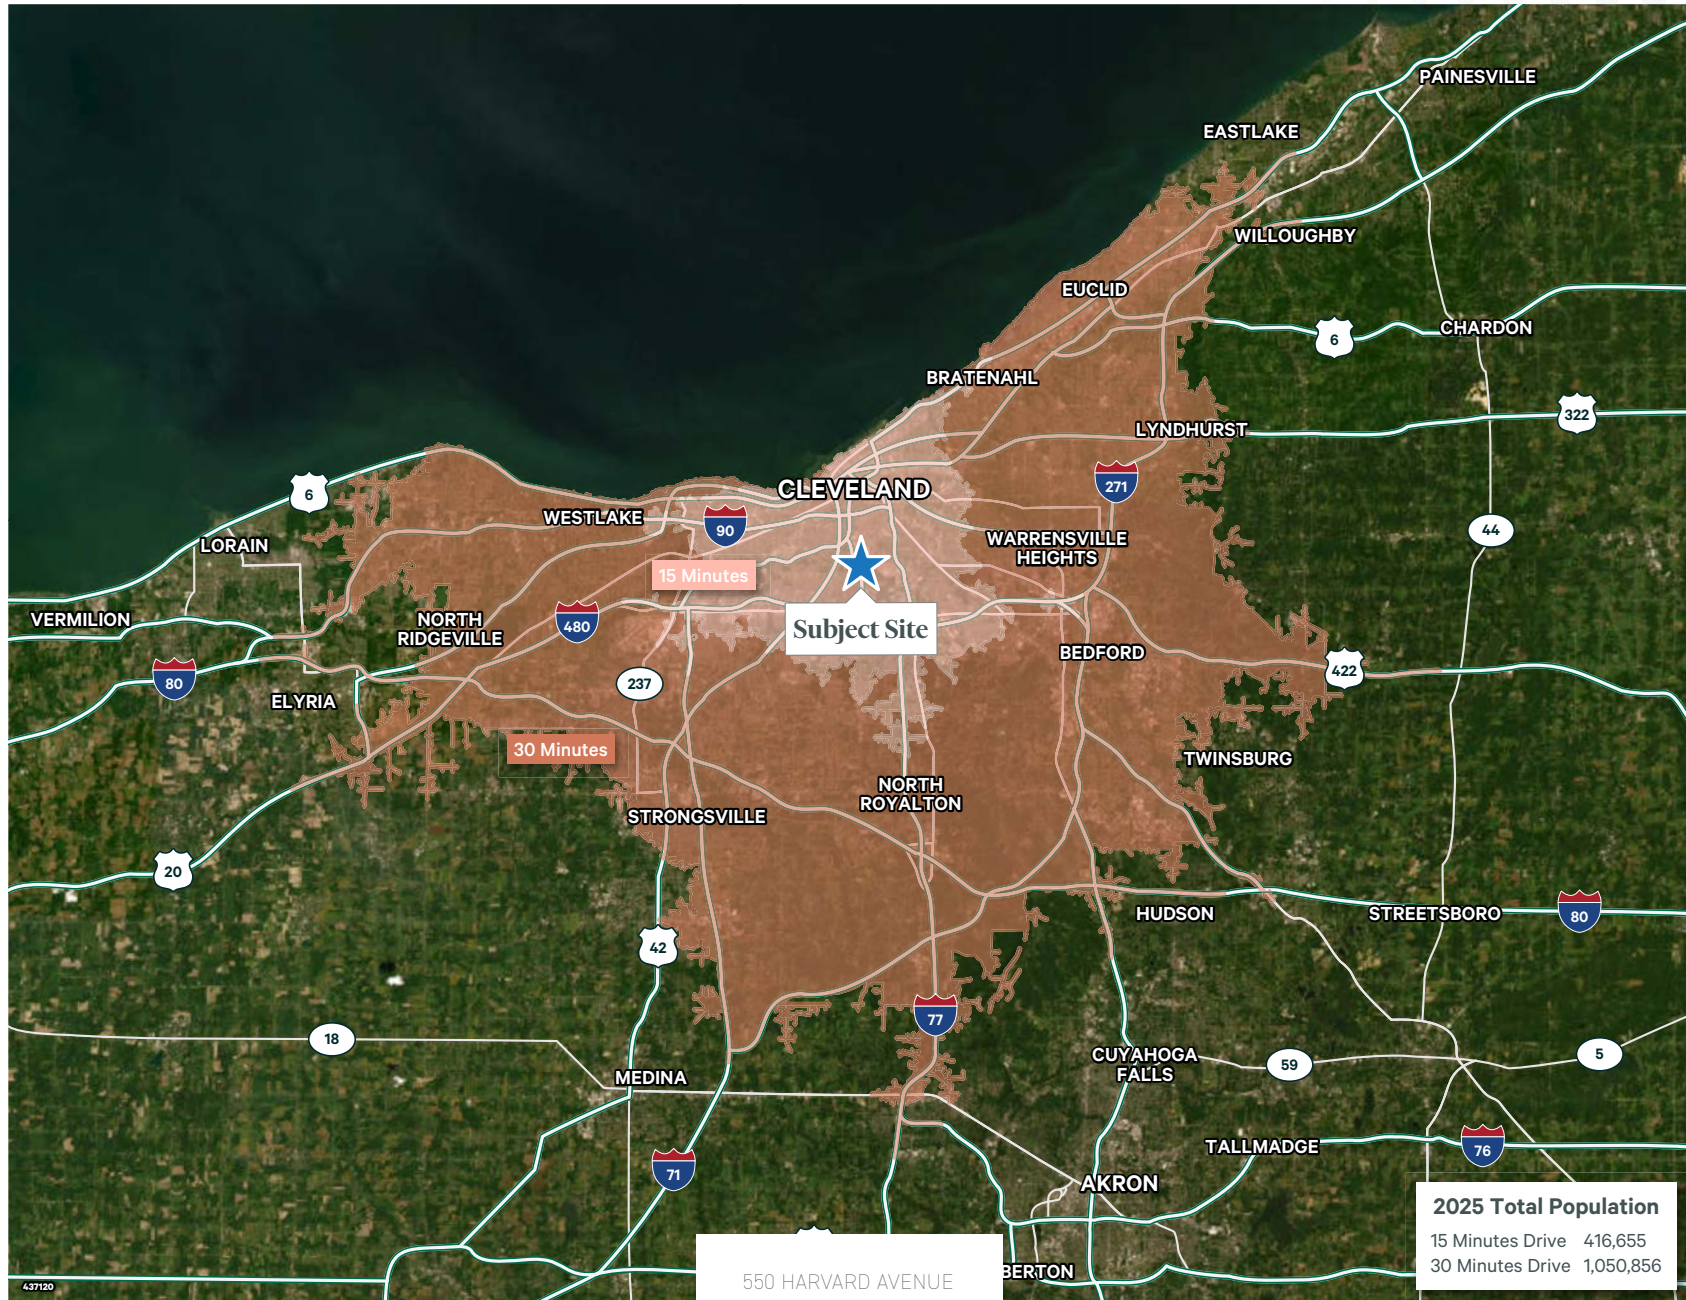 PAINESVILLE
EASTLAKE
WILLOUGHBY
EUCLID
6
CHARDON
BRATENAHL
322
LYNDHURST
271
CLEVELAND
6
WESTLAKE
90
44
LORAIN
WARRENSVILLE
HEIGHTS
15 Minutes
VERMILION
NORTH
RIDGEVILLE
480
Subject Site
BEDFORD
422
80
237
ELYRIA
30 Minutes
TWINSBURG
NORTH
ROYALTON
STRONGSVILLE
20
HUDSON
STREETSBORO
80
42
77
18
CUYAHOGA
FALLS
59
5
MEDINA
TALLMADGE
76
71
AKRON
2025 Total Population
15 Minutes Drive 416,655
30 Minutes Drive 1,050,856
BERTON
550 HARVARD AVENUE
437120